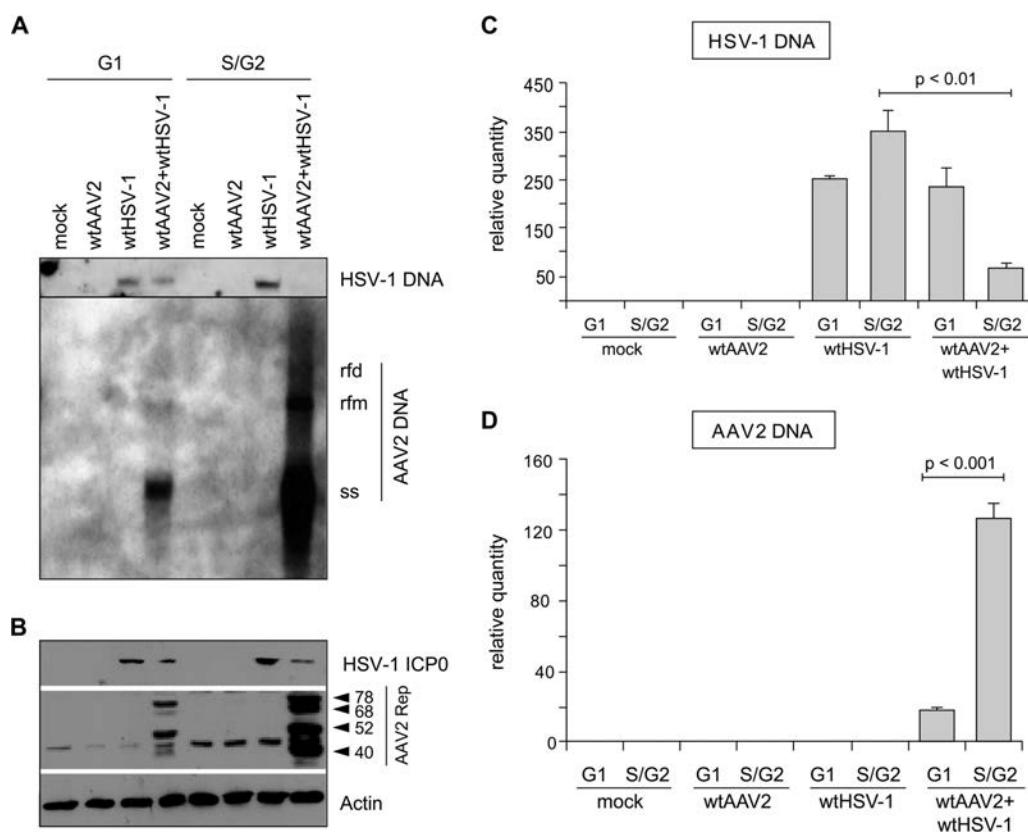 A
G1 S/G2
mock
wtAAV2
wtHSV-1
wtAAV2+wtHSV-1
mock
wtAAV2
wtHSV-1
wtAAV2+wtHSV-1
HSV-1 DNA
rfd
rfm
ss
AAV2 DNA
B
HSV-1 ICP0
78
68
52
40
AAV2 Rep
Actin
C
HSV-1 DNA
p < 0.01
450
350
250
150
50
relative quantity
G1 S/G2 G1 S/G2 G1 S/G2 G1 S/G2
mock wtAAV2 wtHSV-1 wtAAV2+
wtHSV-1
D
AAV2 DNA
p < 0.001
160
120
80
40
0
relative quantity
G1 S/G2 G1 S/G2 G1 S/G2 G1 S/G2
mock wtAAV2 wtHSV-1 wtAAV2+
wtHSV-1